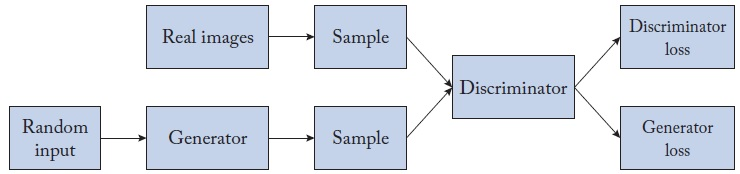 Real images
Sample
Discriminator
loss
Discriminator
Random
input
Generator
Sample
Generator
loss